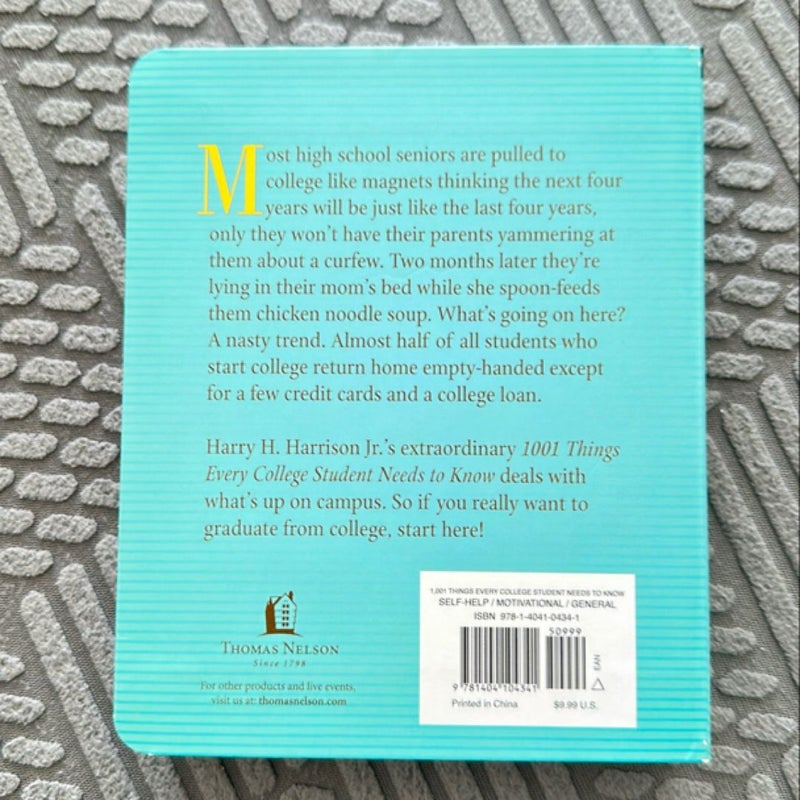 Most high school seniors are pulled to
college like magnets thinking the next four
years will be just like the last four years,
only they won't have their parents yammering at
them about a curfew. Two months later they're
lying in their mom's bed while she spoon-feeds
them chicken noodle soup. What's going on here?
A nasty trend. Almost half of all students who
start college return home empty-handed except
for a few credit cards and a college loan.
Harry H. Harrison Jr.'s extraordinary 1001 Things
Every College Student Needs to Know deals with
what's up on campus. So if you really want to
graduate from college, start here!
THOMAS NELSON
Since 1798
For other products and live events,
visit us at: thomasnelson.com
1,001 THINGS EVERY COLLEGE STUDENT NEEDS TO KNOW
SELF-HELP / MOTIVATIONAL / GENERAL
ISBN 978-1-4041-0434-1
50999
EAN
9 781404 104341
Printed in China $9.99 U.S.